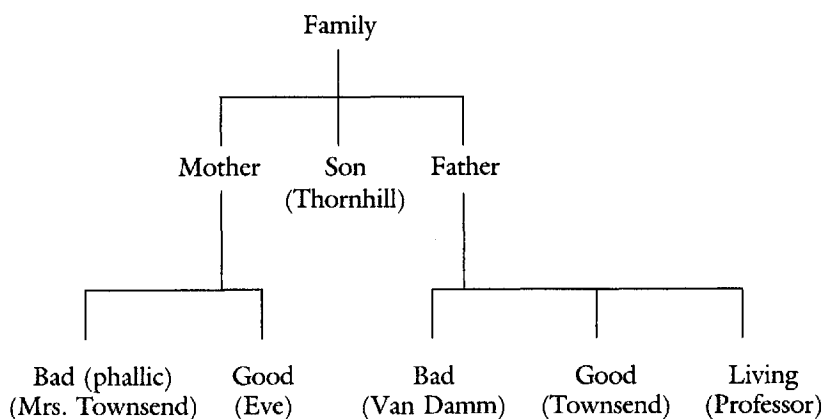 Family
Mother Son Father
(Thornhill)
Bad (phallic) Good Bad Good Living
(Mrs. Townsend) (Eve) (Van Damm) (Townsend) (Professor)